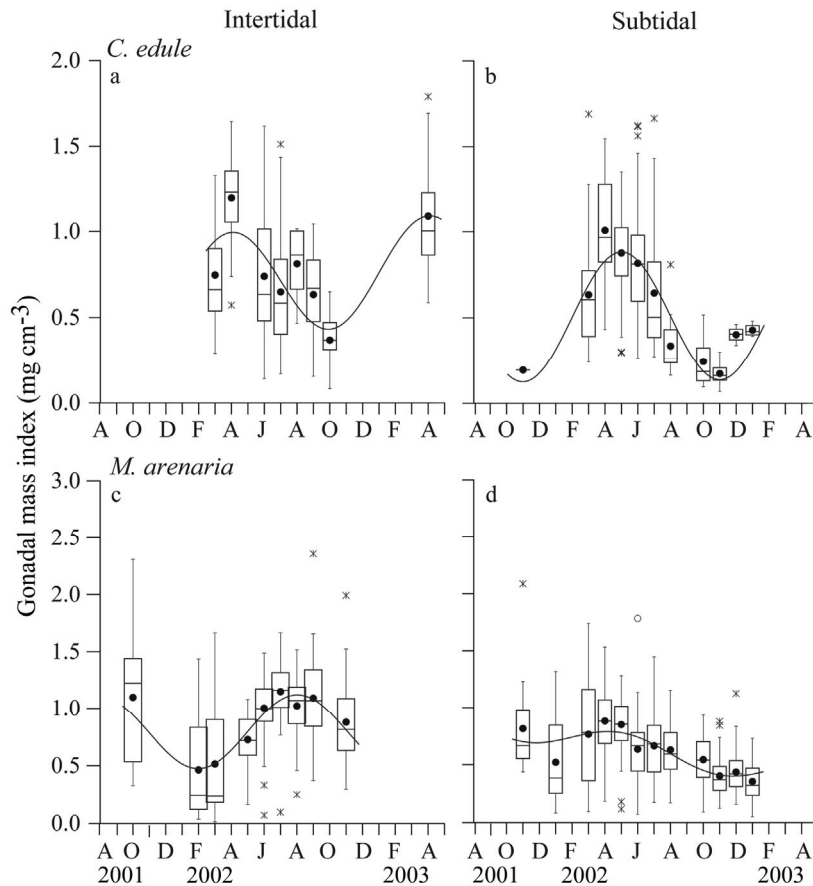 Intertidal
Subtidal
C. edule
a
b
2.0
1.5
1.0
0.5
0.0
A O D F A J A O D F A
A O D F A J A O D F A
Gonadal mass index (mg cm-3)
M. arenaria
c
d
3.0
2.5
2.0
1.5
1.0
0.5
0.0
A O D F A J A O D F A
2001 2002 2003
A O D F A J A O D F A
2001 2002 2003